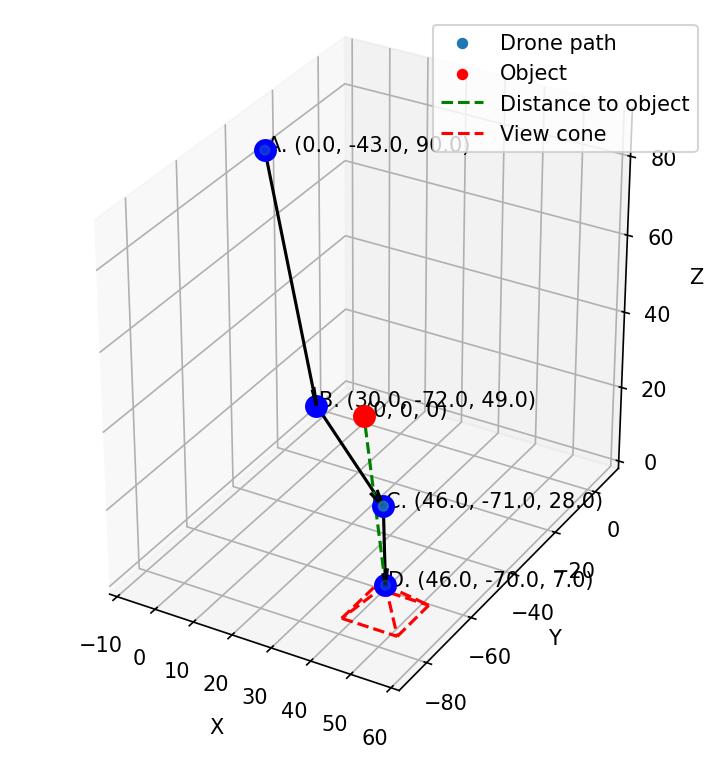 Drone path
Object
Distance to object
View cone
A. (0.0, -43.0, 90.0)
B. (30.0, -72.0, 49.0)
(0, 0, 0)
C. (46.0, -71.0, 28.0)
D. (46.0, -70.0, 7.0)
80
60
40
20
0
Z
0
−20
−40
−60
−80
Y
−10
0
10
20
30
40
50
60
X